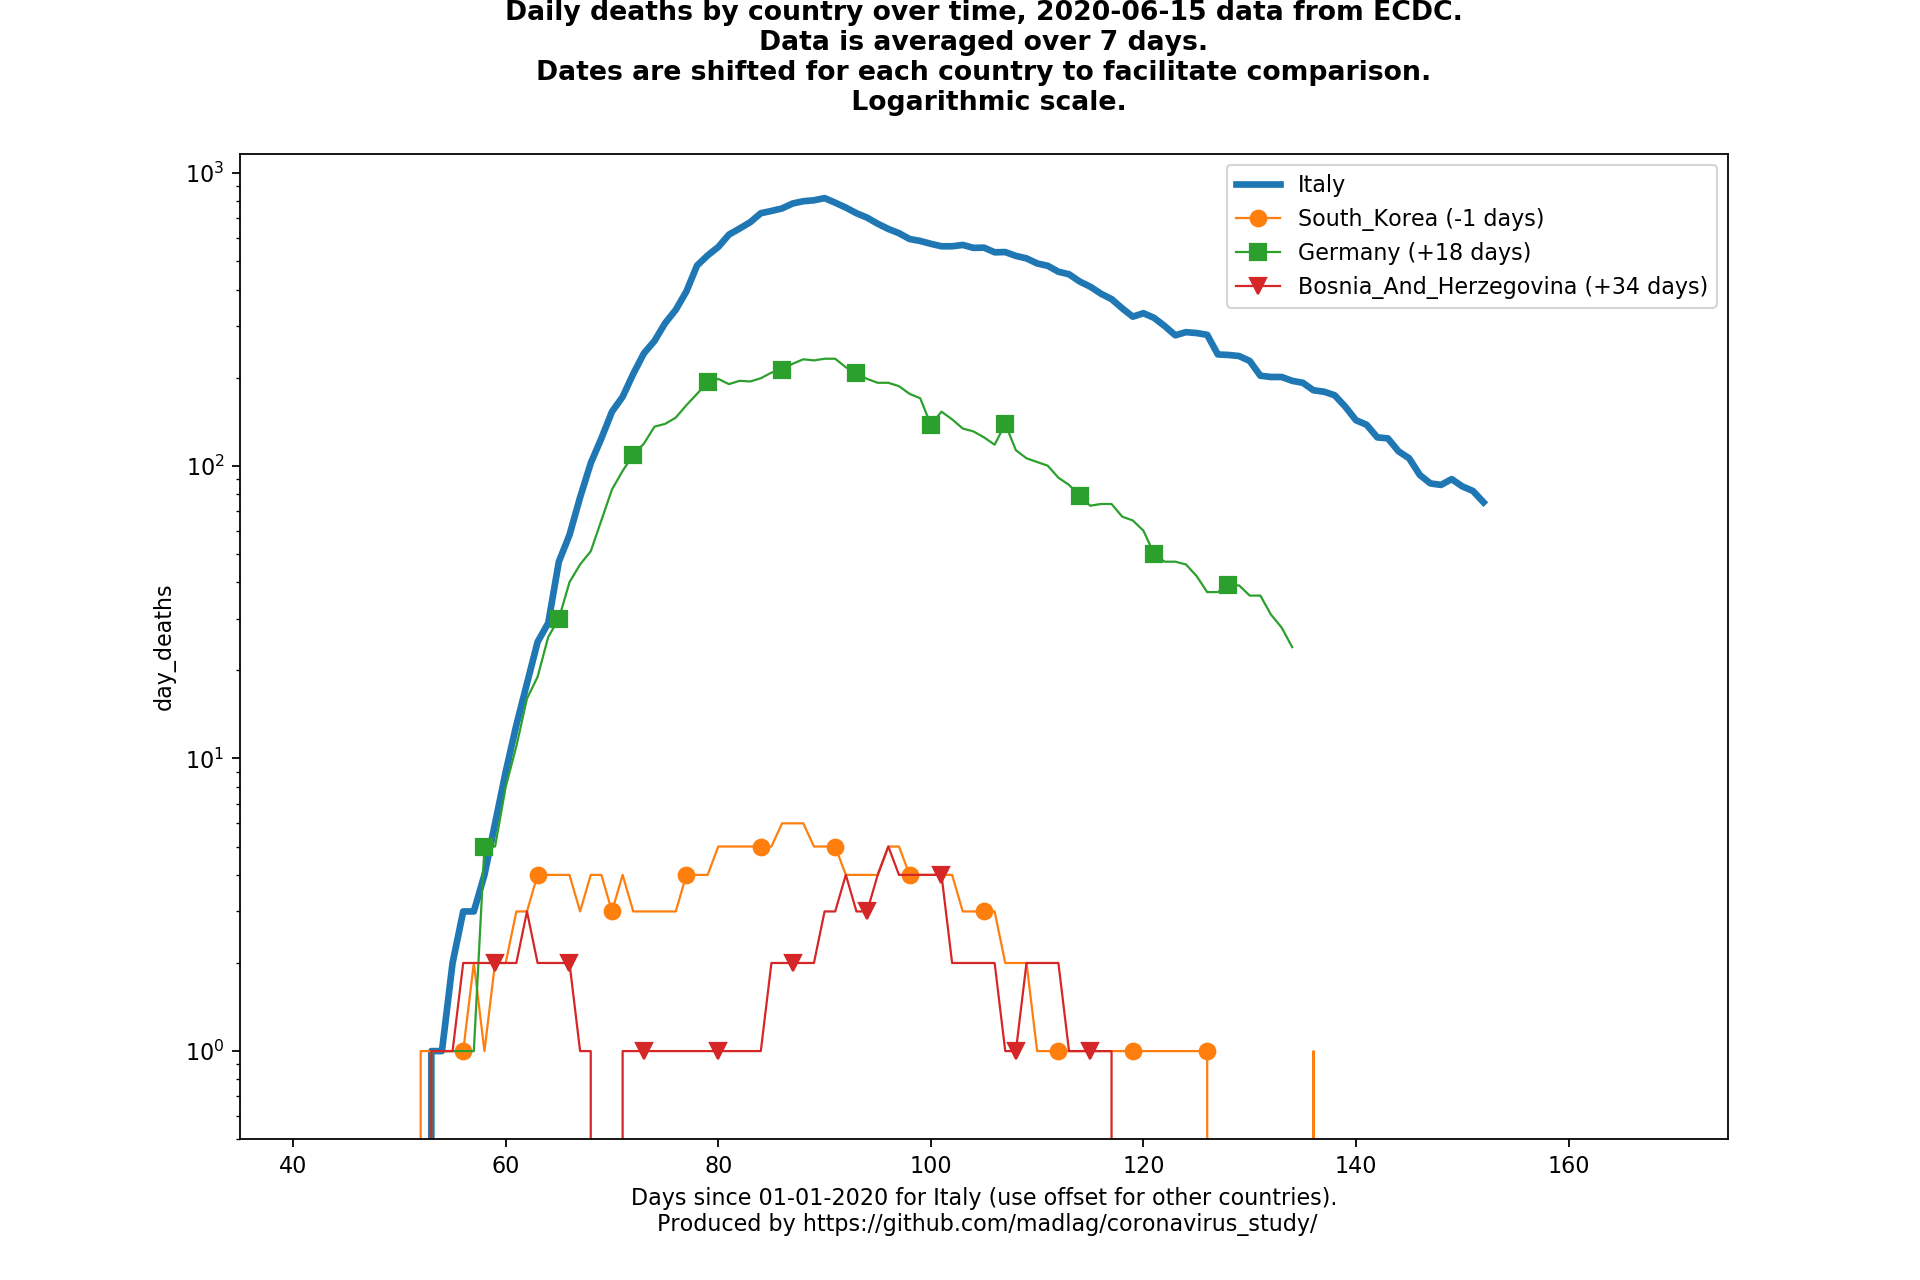 Daily deaths by country over time, 2020-06-15 data from ECDC.
Data is averaged over 7 days.
Dates are shifted for each country to facilitate comparison.
Logarithmic scale.
10³
10²
10¹
10⁰
day_deaths
Italy
South_Korea (-1 days)
Germany (+18 days)
Bosnia_And_Herzegovina (+34 days)
40 60 80 100 120 140 160
Days since 01-01-2020 for Italy (use offset for other countries).
Produced by https://github.com/madlag/coronavirus_study/